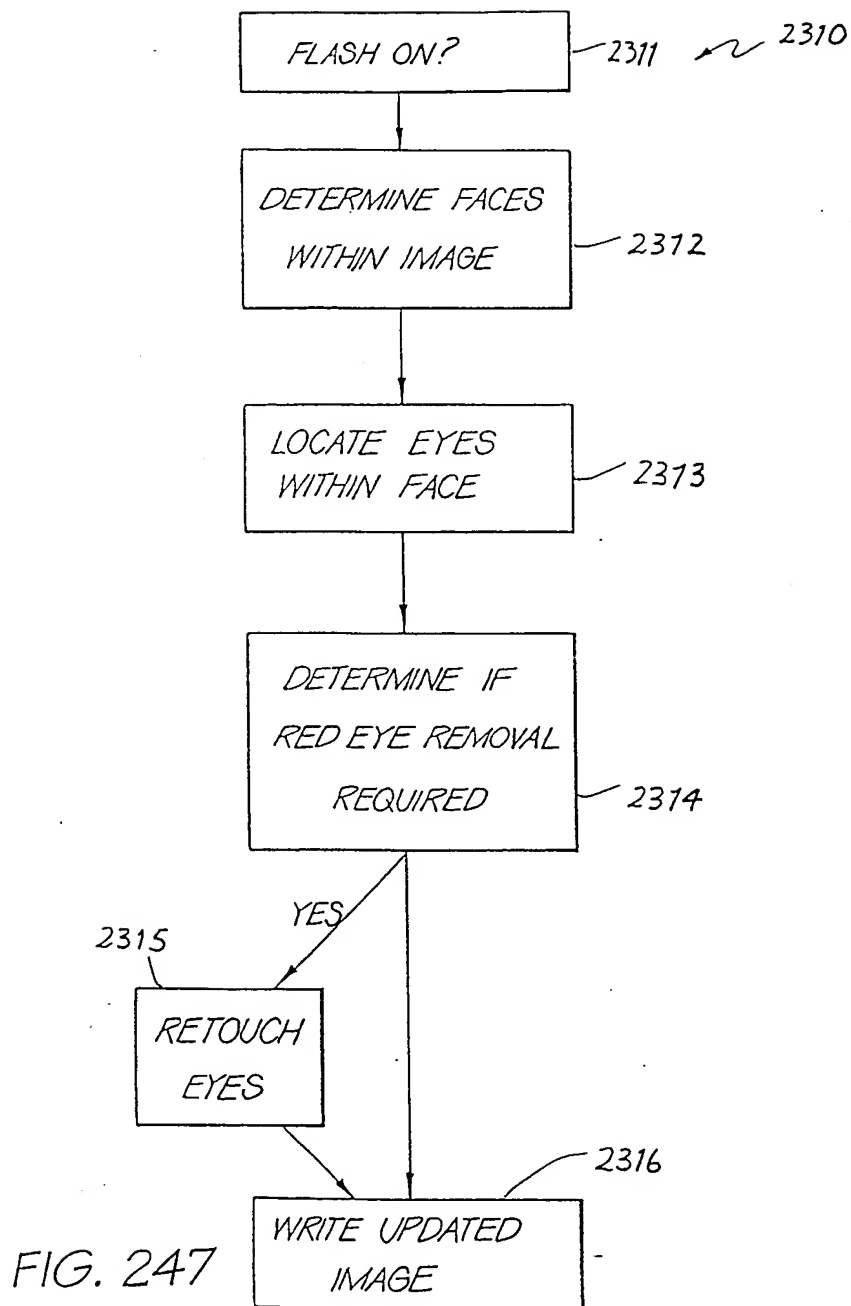 FLASH ON?
2311
2310
DETERMINE FACES
WITHIN IMAGE
2312
LOCATE EYES
WITHIN FACE
2313
DETERMINE IF
RED EYE REMOVAL
REQUIRED
2314
YES
2315
RETOUCH
EYES
2316
WRITE UPDATED
IMAGE
FIG. 247